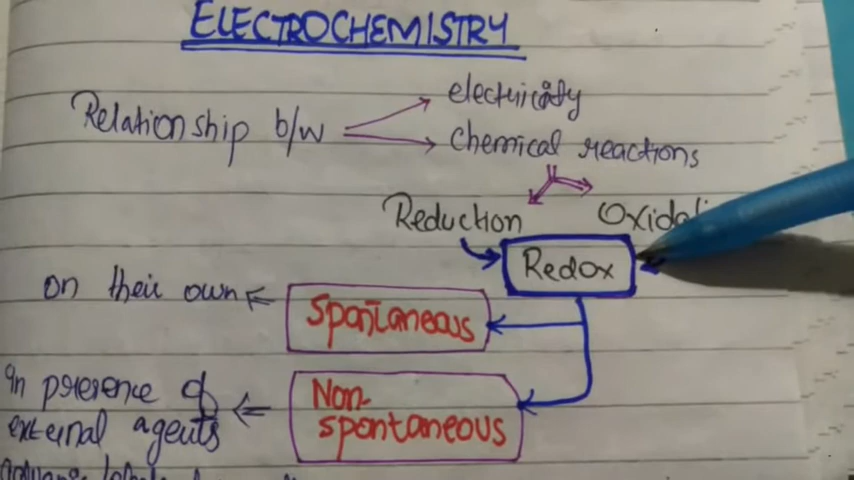 ELECTROCHEMISTRY
electricity
Relationship b/w
chemical reactions
Reduction
Redox
on their own
Spontaneous
In presence of
external agents
Non-
spontaneous